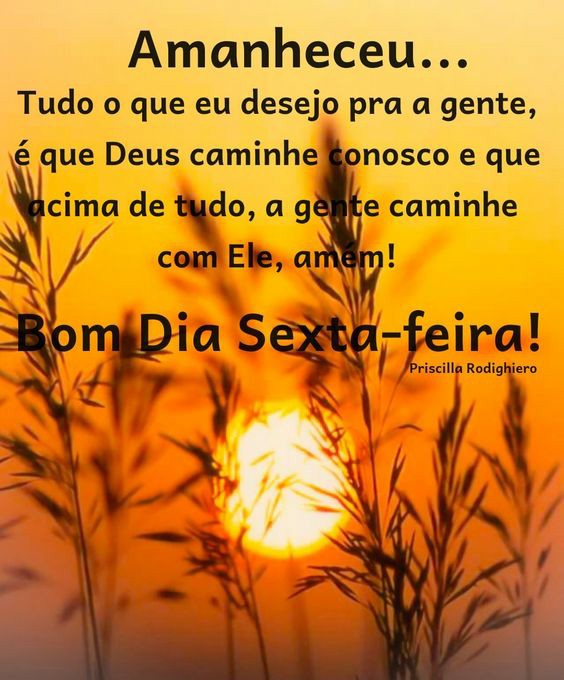 Amanheceu...
Tudo o que eu desejo pra a gente,
é que Deus caminhe conosco e que
acima de tudo, a gente caminhe
com Ele, amém!
Bom Dia Sexta-feira!
Priscilla Rodighiero